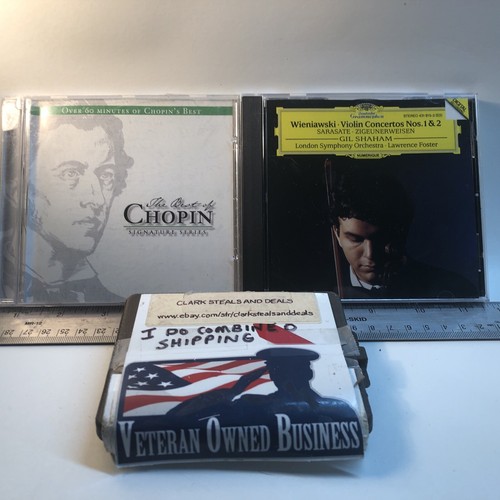 OVER 60 MINUTES OF CHOPIN'S BEST
The Best of
CHOPIN
SIGNATURE SERIES
Wieniawski · Violin Concertos Nos. 1 & 2
SARASATE · ZIGEUNERWEISEN
GIL SHAHAM
London Symphony Orchestra · Lawrence Foster
CLARK STEALS AND DEALS
www.ebay.com/str/clarkstealsanddeals
I DO COMBINED
SHIPPING
VETERAN OWNED BUSINESS